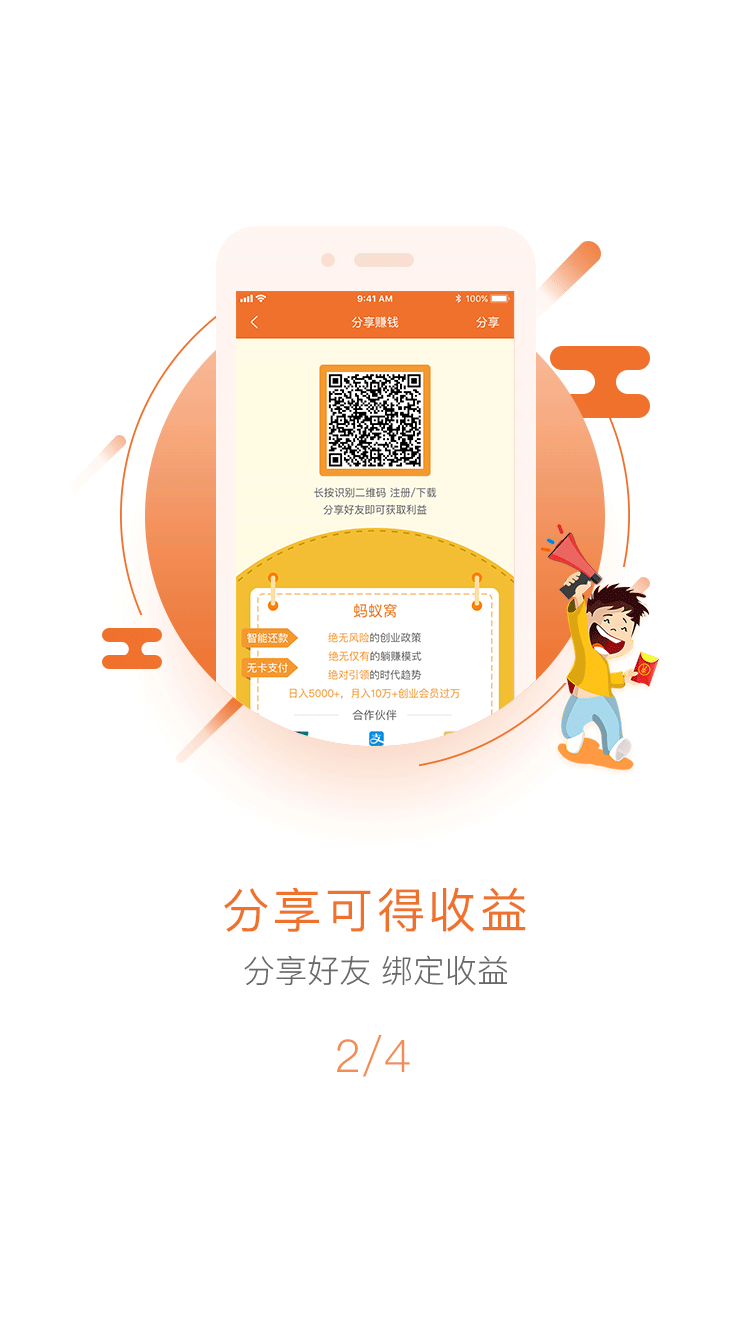 9:41 AM
100%
分享赚钱
分享
长按识别二维码 注册/下载
分享好友即可获取利益
蚂蚁窝
智能还款
绝无风险的创业政策
绝无仅有的躺赚模式
无卡支付
绝对引领的时代趋势
日入5000+，月入10万+创业会员过万
合作伙伴
支
¥
分享可得收益
分享好友 绑定收益
2/4